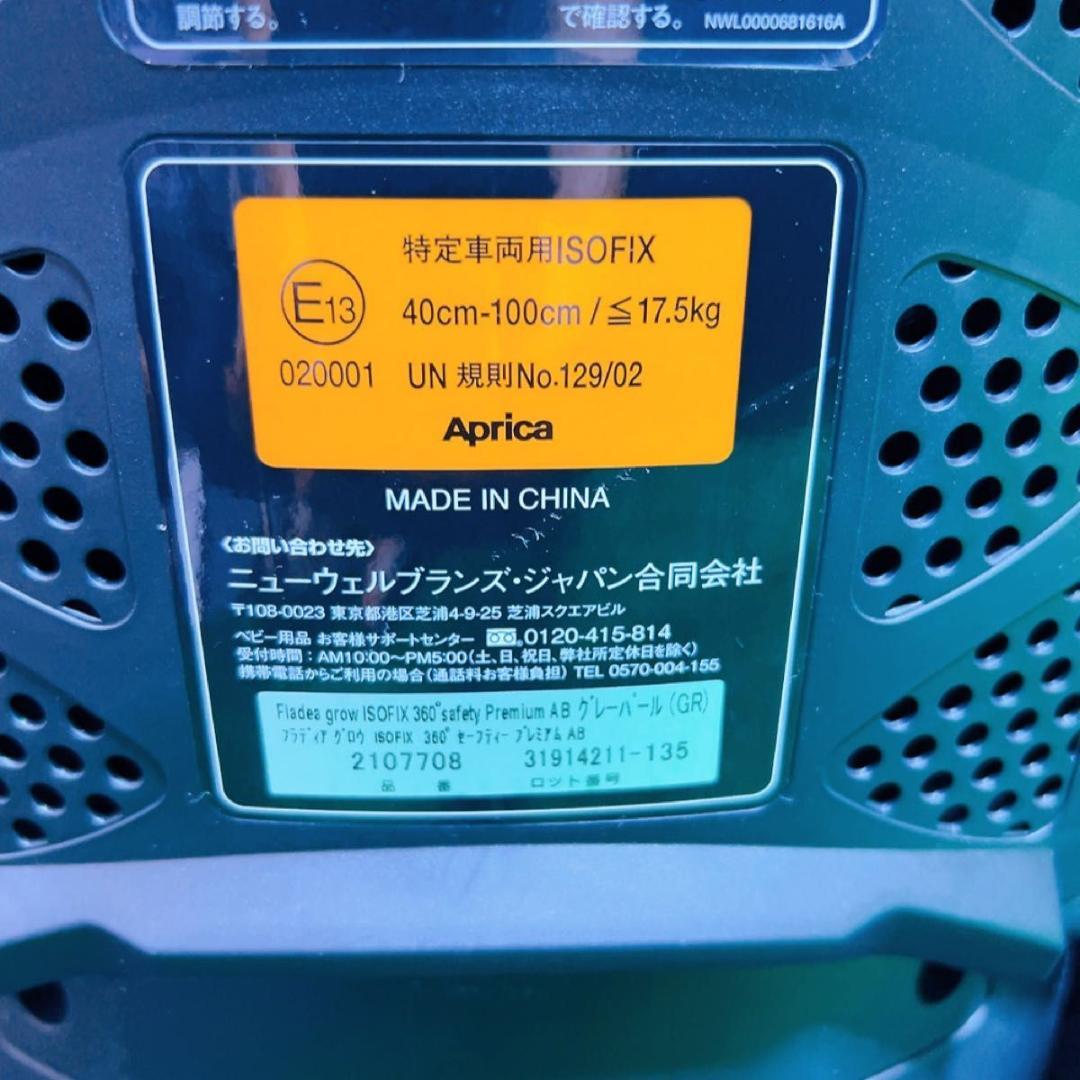 調節する。
で確認する。 NWL0000681616A
特定車両用ISOFIX
E13
40cm-100cm / ≦17.5kg
020001 UN 規則No.129/02
Aprica
MADE IN CHINA
〈お問い合わせ先〉
ニューウェルブランズ・ジャパン合同会社
〒108-0023 東京都港区芝浦4-9-25 芝浦スクエアビル
ベビー用品 お客様サポートセンター 0120-415-814
受付時間：AM10:00～PM5:00（土、日、祝日、弊社所定休日を除く）
携帯電話からご利用の場合（通話料お客様負担） TEL 0570-004-155
Fladea grow ISOFIX 360°safety Premium AB グレーパール(GR)
フラディア グロウ ISOFIX 360° セーフティー プレミアム AB
2107708 31914211-135
品番 ロット番号